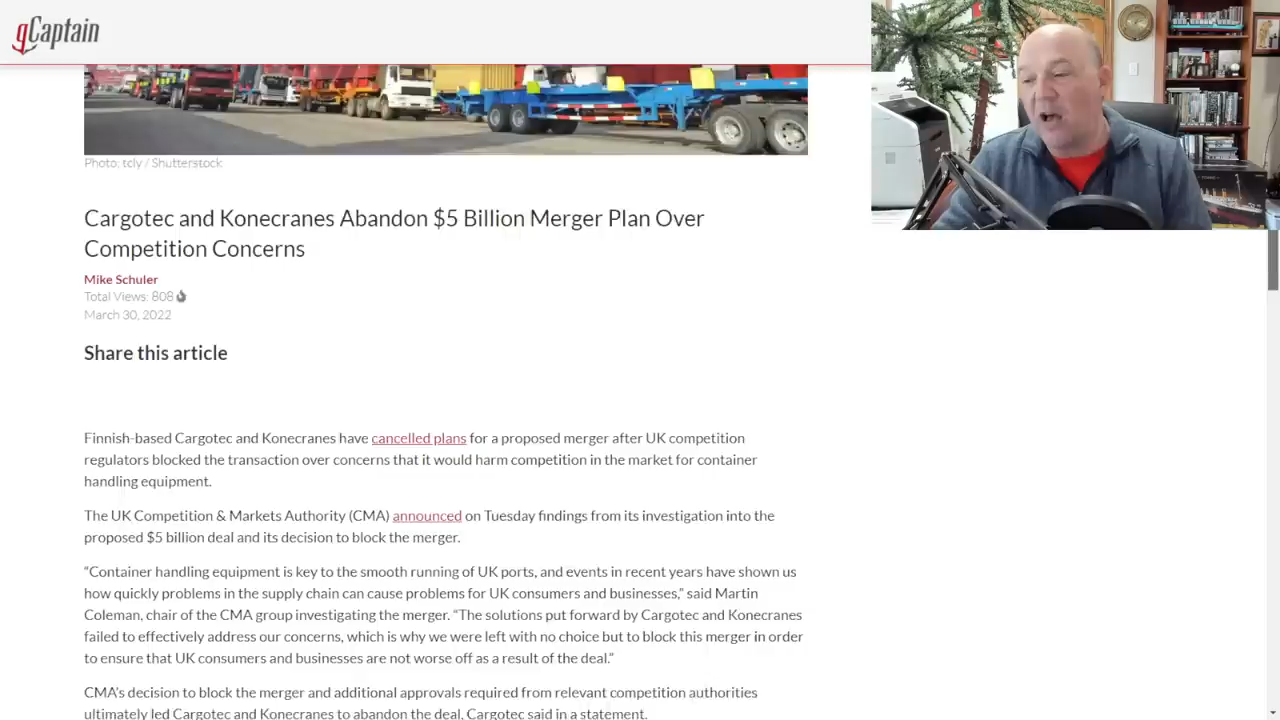 gCaptain
Photo: tcly / Shutterstock
Cargotec and Konecranes Abandon $5 Billion Merger Plan Over
Competition Concerns
Mike Schuler
Total Views: 808
March 30, 2022
Share this article
Finnish-based Cargotec and Konecranes have cancelled plans for a proposed merger after UK competition
regulators blocked the transaction over concerns that it would harm competition in the market for container
handling equipment.
The UK Competition & Markets Authority (CMA) announced on Tuesday findings from its investigation into the
proposed $5 billion deal and its decision to block the merger.
“Container handling equipment is key to the smooth running of UK ports, and events in recent years have shown us
how quickly problems in the supply chain can cause problems for UK consumers and businesses,” said Martin
Coleman, chair of the CMA group investigating the merger. “The solutions put forward by Cargotec and Konecranes
failed to effectively address our concerns, which is why we were left with no choice but to block this merger in order
to ensure that UK consumers and businesses are not worse off as a result of the deal.”
CMA’s decision to block the merger and additional approvals required from relevant competition authorities
ultimately led Cargotec and Konecranes to abandon the deal, Cargotec said in a statement.